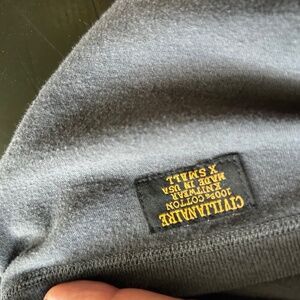 CIVILIANAIRE
100% COTTON
KNITWEAR
MADE IN USA
X SMALL